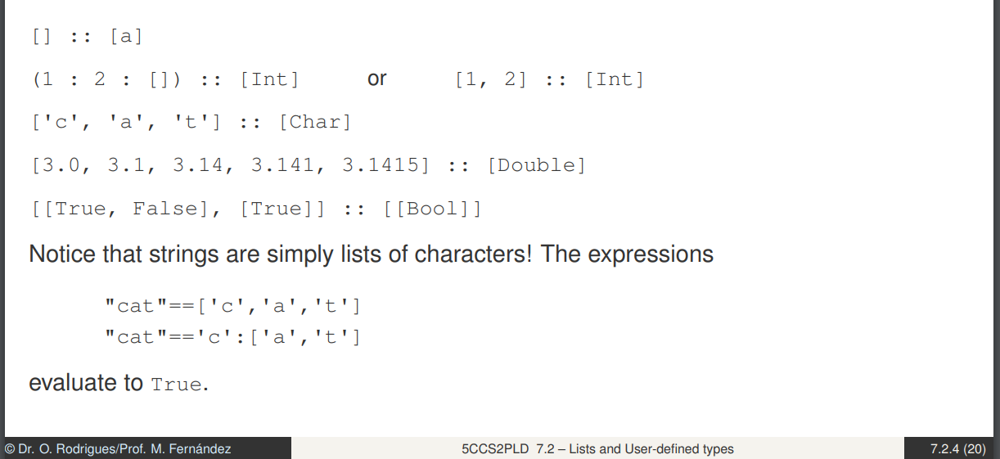 [] :: [a]
(1 : 2 : []) :: [Int] or [1, 2] :: [Int]
['c', 'a', 't'] :: [Char]
[3.0, 3.1, 3.14, 3.141, 3.1415] :: [Double]
[[True, False], [True]] :: [[Bool]]
Notice that strings are simply lists of characters! The expressions
"cat"==['c','a','t']
"cat"=='c':['a','t']
evaluate to True.
© Dr. O. Rodrigues/Prof. M. Fernández 5CCS2PLD 7.2 – Lists and User-defined types 7.2.4 (20)